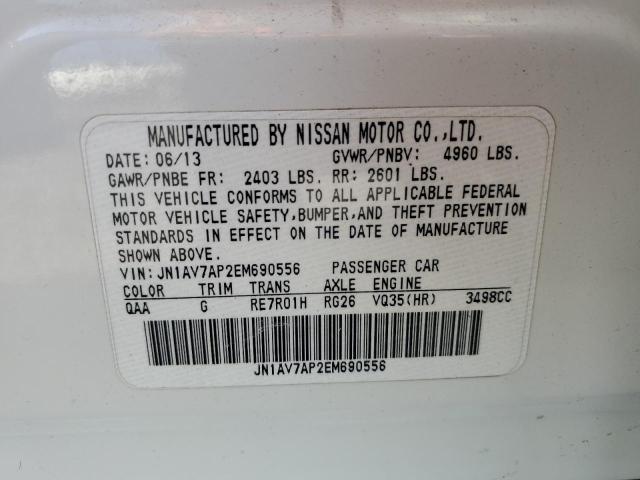 MANUFACTURED BY NISSAN MOTOR CO.,LTD.
DATE: 06/13 GVWR/PNBV: 4960 LBS.
GAWR/PNBE FR: 2403 LBS. RR: 2601 LBS.
THIS VEHICLE CONFORMS TO ALL APPLICABLE FEDERAL
MOTOR VEHICLE SAFETY,BUMPER,AND THEFT PREVENTION
STANDARDS IN EFFECT ON THE DATE OF MANUFACTURE
SHOWN ABOVE.
VIN: JN1AV7AP2EM690556 PASSENGER CAR
COLOR TRIM TRANS AXLE ENGINE
QAA G RE7R01H RG26 VQ35(HR) 3498CC
JN1AV7AP2EM690556